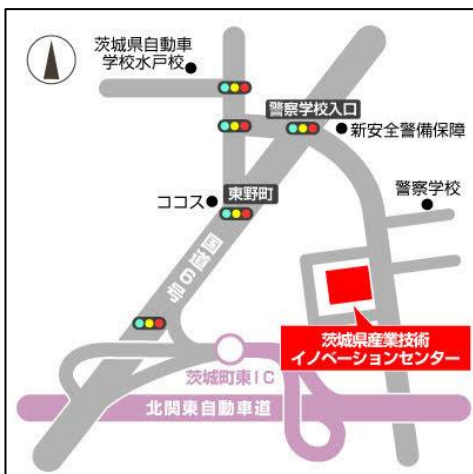 茨城県自動車
学校水戸校
警察学校入口
新安全警備保障
ココス
東野町
警察学校
国道6号
茨城県産業技術
イノベーションセンター
茨城町東IC
北関東自動車道